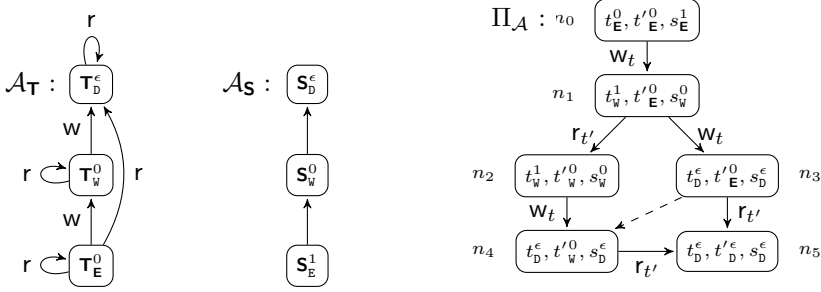 r
𝒜_T :
T_D^ϵ
w
r
T_W^0
r
w
r
T_E^0
𝒜_S :
S_D^ϵ
S_W^0
S_E^1
Π_𝒜 : n_0
t_E^0, t'_E^0, s_E^1
w_t
n_1
t_W^1, t'_E^0, s_W^0
r_t'
w_t
n_2
t_W^1, t'_W^0, s_W^0
t_D^ϵ, t'_E^0, s_D^ϵ
n_3
w_t
r_t'
n_4
t_D^ϵ, t'_W^0, s_D^ϵ
r_t'
t_D^ϵ, t'_D^ϵ, s_D^ϵ
n_5